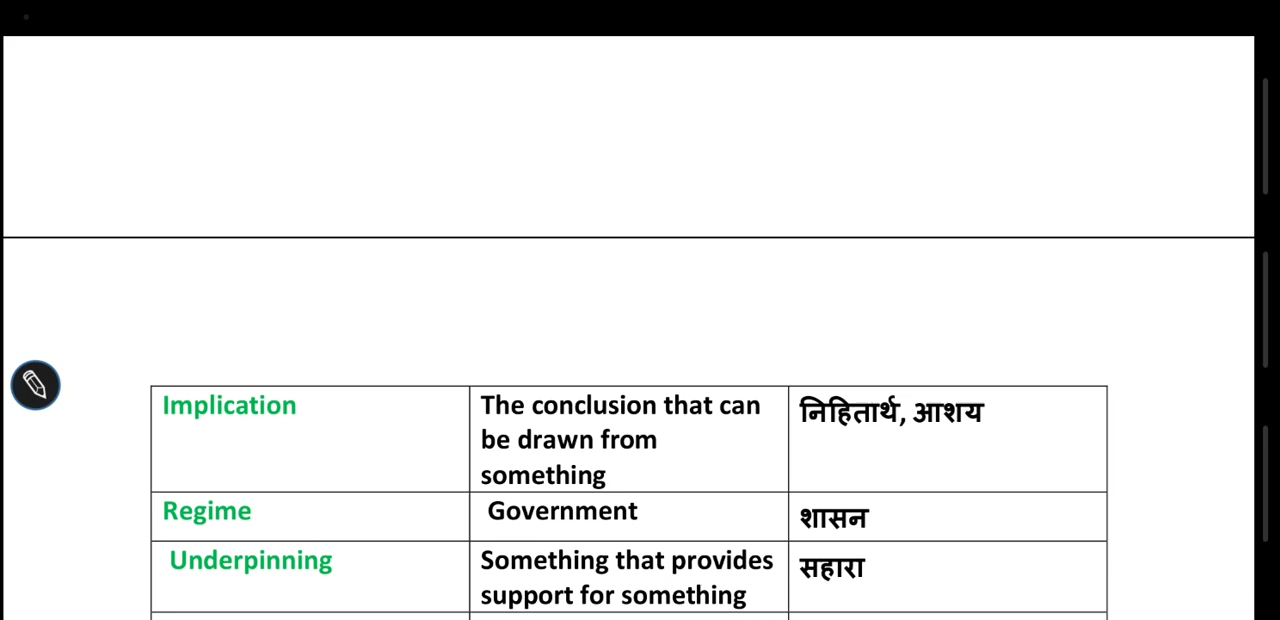 Implication
The conclusion that can
be drawn from
something
निहितार्थ, आशय
Regime
Government
शासन
Underpinning
Something that provides
support for something
सहारा